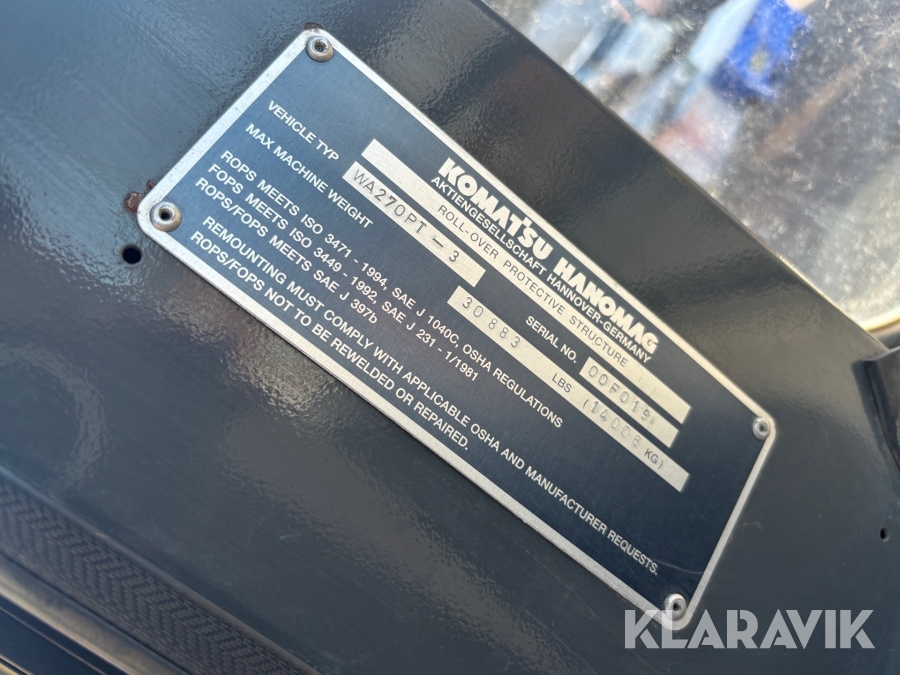 KOMATSU HANOMAG
AKTIENGESELLSCHAFT HANNOVER-GERMANY
ROLL-OVER PROTECTIVE STRUCTURE
VEHICLE TYP WA270PT-3 SERIAL NO. 00F019
MAX MACHINE WEIGHT 30883 LBS (14008 KG)
ROPS MEETS ISO 3471 - 1994, SAE J 1040C, OSHA REGULATIONS
FOPS MEETS ISO 3449 - 1992, SAE J 231 - 1/1981
ROPS/FOPS MEETS SAE J 397b
REMOUNTING MUST COMPLY WITH APPLICABLE OSHA AND MANUFACTURER REQUESTS.
ROPS/FOPS NOT TO BE REWELDED OR REPAIRED.
KLARAVIK